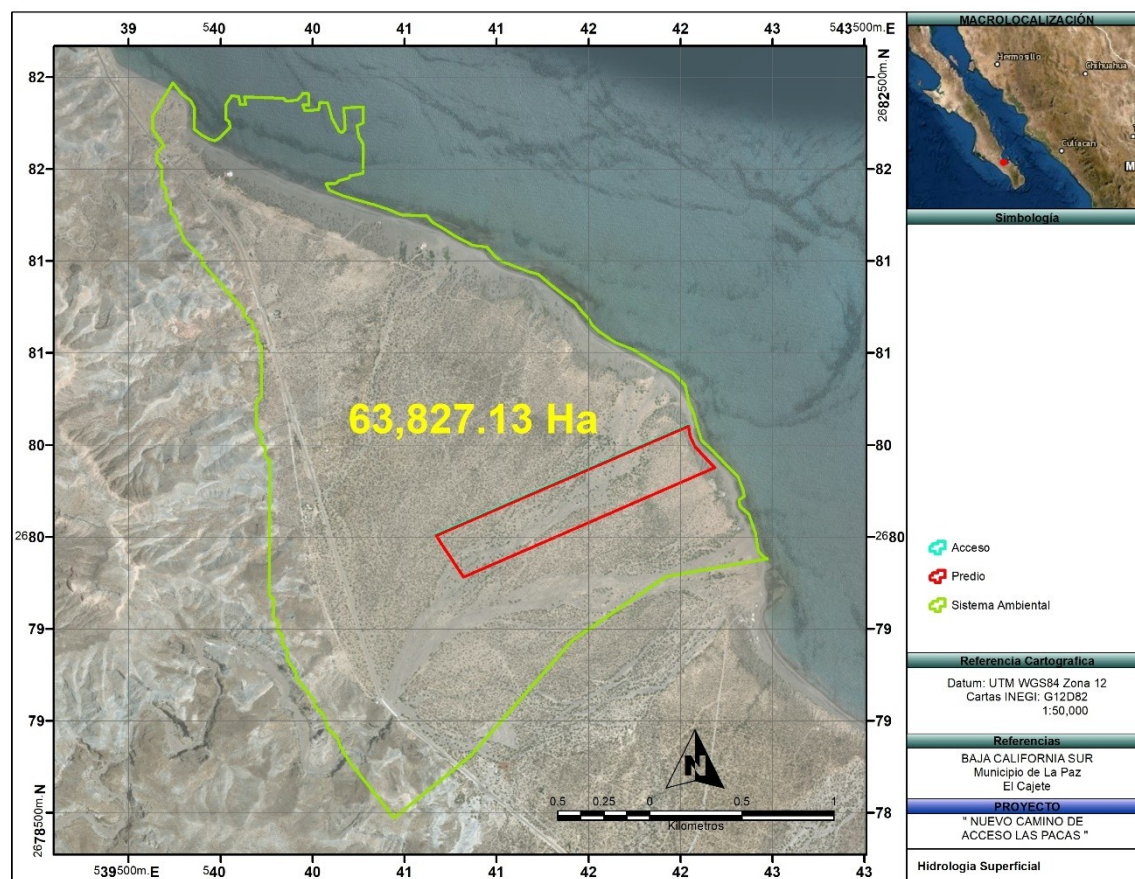 39 ⁵40 40 41 41 42 42 43 543500m.E
MACROLOCALIZACIÓN
Hermosillo
Chihuahua
Culiacan
M
Simbología
82
82
81
81
80
²⁶80
79
79
2678500m.N
2682500m.N
82
81
81
80
80
79
79
78
63,827.13 Ha
Acceso
Predio
Sistema Ambiental
N
0.5 0.25 0 0.5 1
Kilometros
539500m.E ⁵40 40 41 41 42 42 43
Referencia Cartografica
Datum: UTM WGS84 Zona 12
Cartas INEGI: G12D82
1:50,000
Referencias
BAJA CALIFORNIA SUR
Municipio de La Paz
El Cajete
PROYECTO
" NUEVO CAMINO DE
ACCESO LAS PACAS "
Hidrologia Superficial